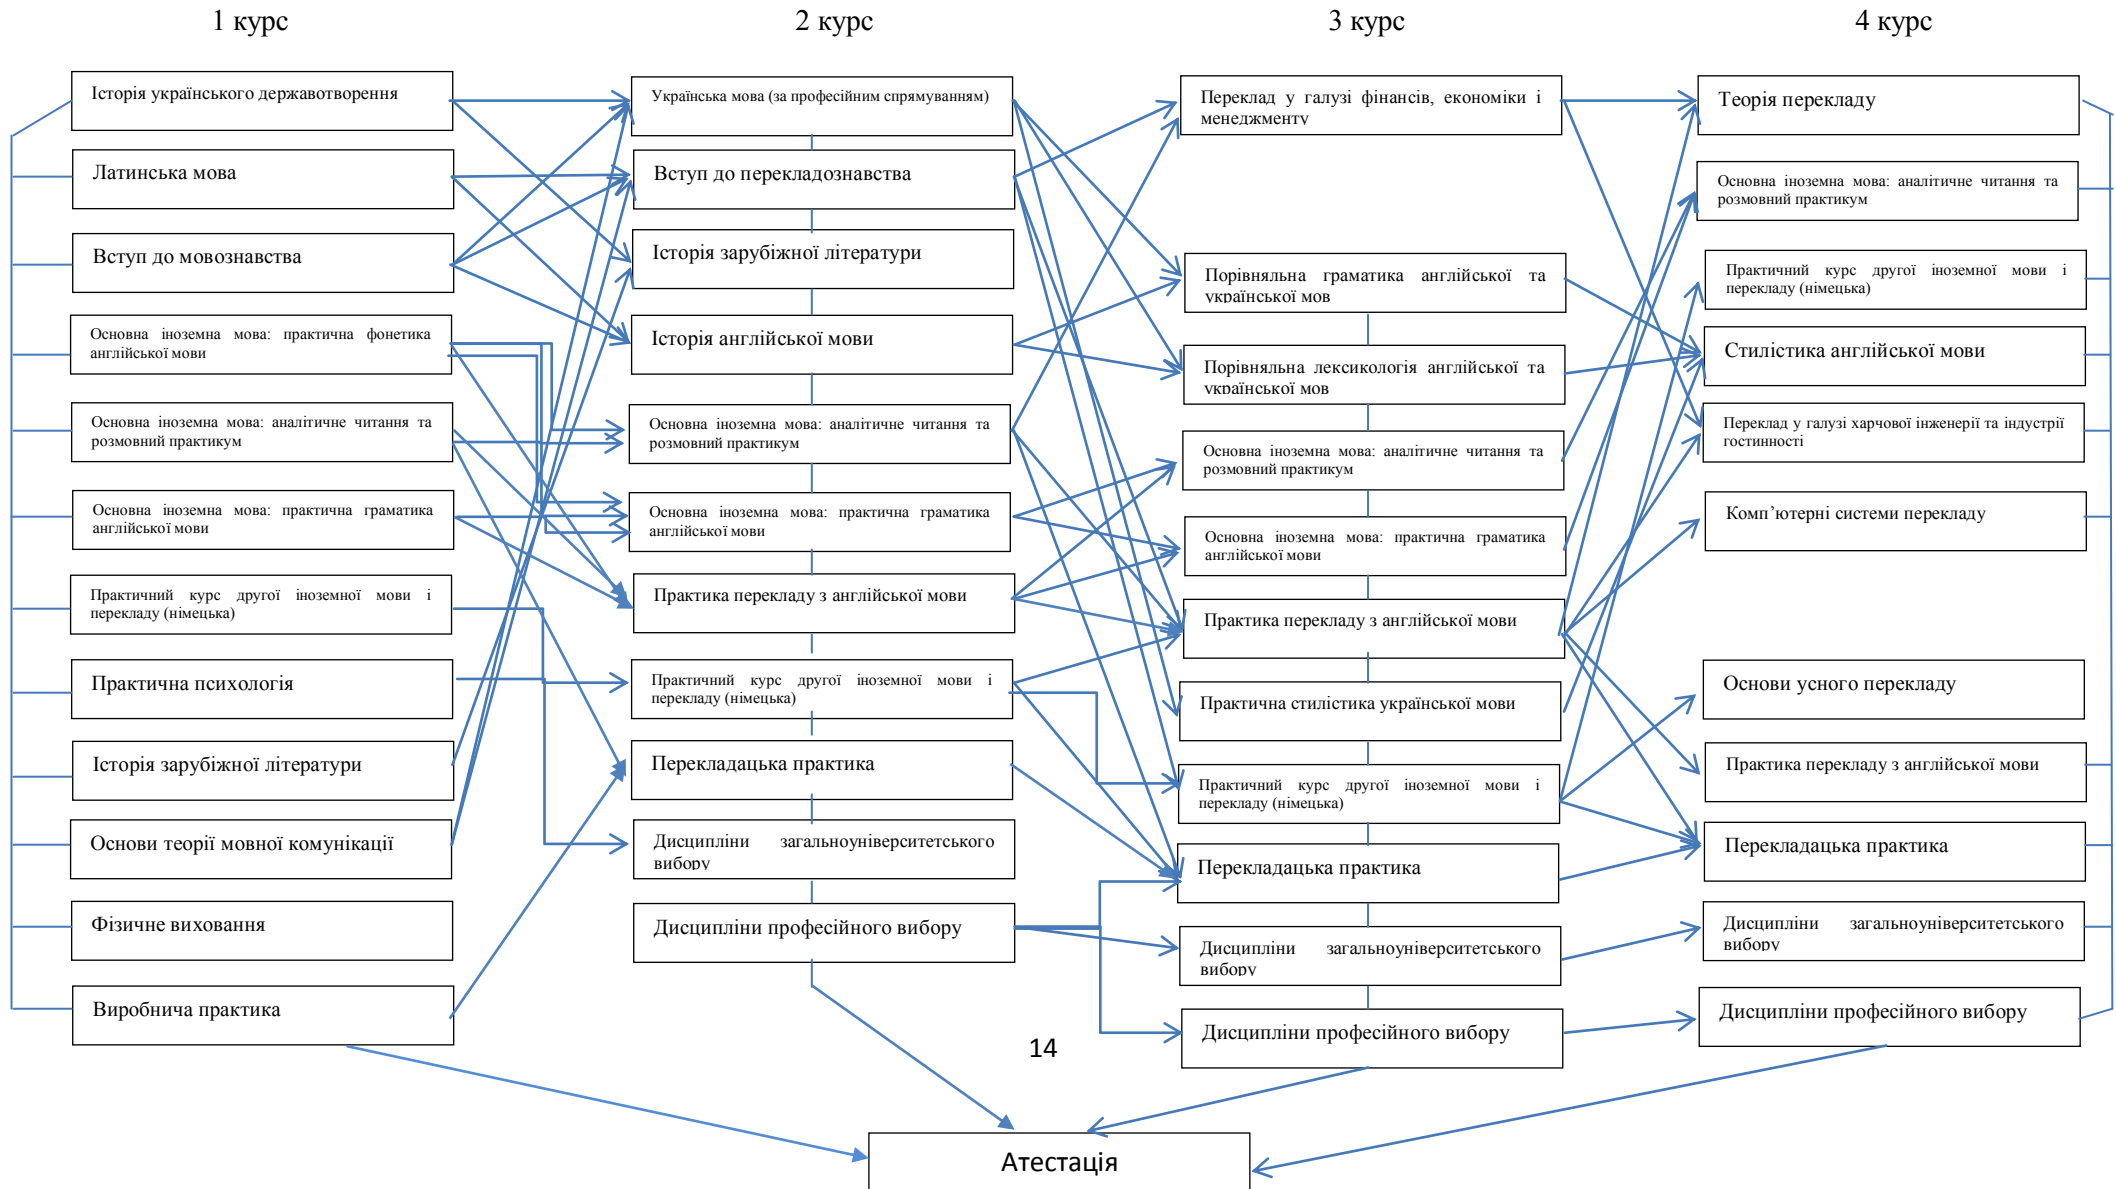 1 курс
2 курс
3 курс
4 курс
Історія українського державотворення
Латинська мова
Вступ до мовознавства
Основна іноземна мова: практична фонетика
англійської мови
Основна іноземна мова: аналітичне читання та
розмовний практикум
Основна іноземна мова: практична граматика
англійської мови
Практичний курс другої іноземної мови і
перекладу (німецька)
Практична психологія
Історія зарубіжної літератури
Основи теорії мовної комунікації
Фізичне виховання
Виробнича практика
Українська мова (за професійним спрямуванням)
Вступ до перекладознавства
Історія зарубіжної літератури
Історія англійської мови
Основна іноземна мова: аналітичне читання та
розмовний практикум
Основна іноземна мова: практична граматика
англійської мови
Практика перекладу з англійської мови
Практичний курс другої іноземної мови і
перекладу (німецька)
Перекладацька практика
Дисципліни загальноуніверситетського
вибору
Дисципліни професійного вибору
Переклад у галузі фінансів, економіки і
менеджменту
Порівняльна граматика англійської та
української мов
Порівняльна лексикологія англійської та
української мов
Основна іноземна мова: аналітичне читання та
розмовний практикум
Основна іноземна мова: практична граматика
англійської мови
Практика перекладу з англійської мови
Практична стилістика української мови
Практичний курс другої іноземної мови і
перекладу (німецька)
Перекладацька практика
Дисципліни загальноуніверситетського
вибору
Дисципліни професійного вибору
Теорія перекладу
Основна іноземна мова: аналітичне читання та
розмовний практикум
Практичний курс другої іноземної мови і
перекладу (німецька)
Стилістика англійської мови
Переклад у галузі харчової інженерії та індустрії
гостинності
Комп’ютерні системи перекладу
Основи усного перекладу
Практика перекладу з англійської мови
Перекладацька практика
Дисципліни загальноуніверситетського
вибору
Дисципліни професійного вибору
14
Атестація